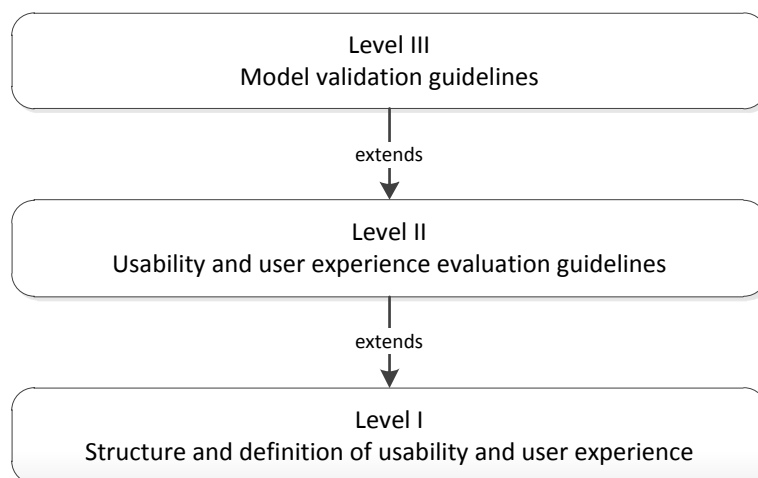 Level III
Model validation guidelines
extends
Level II
Usability and user experience evaluation guidelines
extends
Level I
Structure and definition of usability and user experience